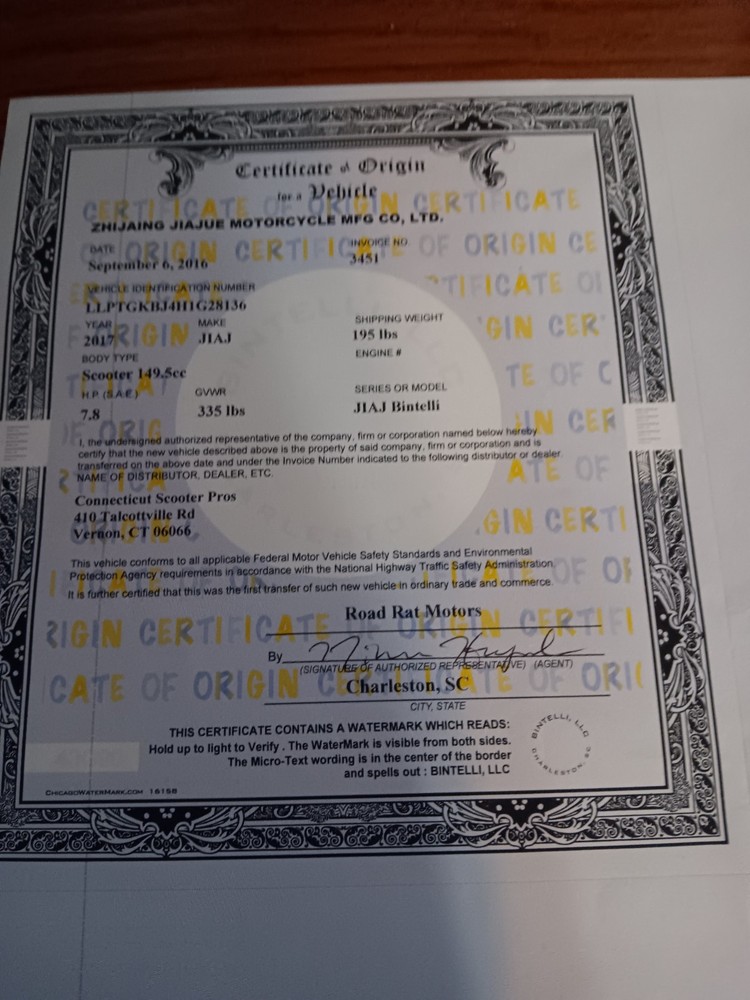 Certificate of Origin
for a Vehicle
ZHIJAING JIAJUE MOTORCYCLE MFG CO, LTD.
DATE
September 6, 2016
INVOICE NO.
3451
VEHICLE IDENTIFICATION NUMBER
LLPTGKBJ4H1G28136
YEAR
2017
MAKE
JIAJ
SHIPPING WEIGHT
195 lbs
BODY TYPE
Scooter 149.5cc
ENGINE #
H.P. (S.A.E.)
7.8
GVWR
335 lbs
SERIES OR MODEL
JIAJ Bintelli
I, the undersigned authorized representative of the company, firm or corporation named below hereby
certify that the new vehicle described above is the property of said company, firm or corporation and is
transferred on the above date and under the Invoice Number indicated to the following distributor or dealer.
NAME OF DISTRIBUTOR, DEALER, ETC.
Connecticut Scooter Pros
410 Talcottville Rd
Vernon, CT 06066
This vehicle conforms to all applicable Federal Motor Vehicle Safety Standards and Environmental
Protection Agency requirements in accordance with the National Highway Traffic Safety Administration.
It is further certified that this was the first transfer of such new vehicle in ordinary trade and commerce.
Road Rat Motors
By
(SIGNATURE OF AUTHORIZED REPRESENTATIVE) (AGENT)
Charleston, SC
CITY, STATE
THIS CERTIFICATE CONTAINS A WATERMARK WHICH READS:
Hold up to light to Verify . The WaterMark is visible from both sides.
The Micro-Text wording is in the center of the border
and spells out : BINTELLI, LLC
BINTELLI, LLC
CHARLESTON, SC
CHICAGOWATERMARK.COM 16158